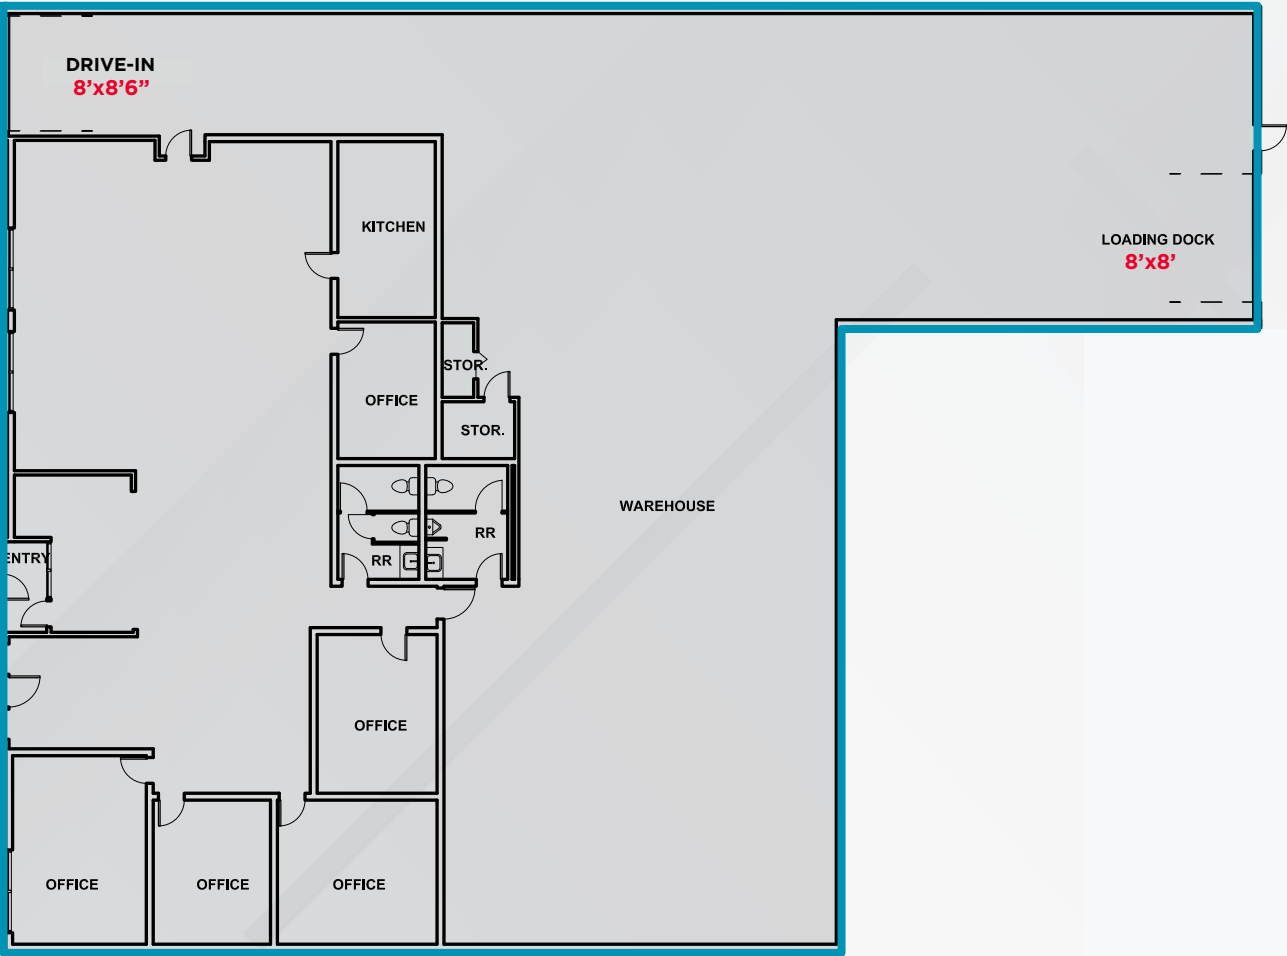 DRIVE-IN
8’x8’6”
KITCHEN
LOADING DOCK
8’x8’
STOR.
OFFICE
STOR.
WAREHOUSE
RR
ENTRY
RR
OFFICE
OFFICE
OFFICE
OFFICE